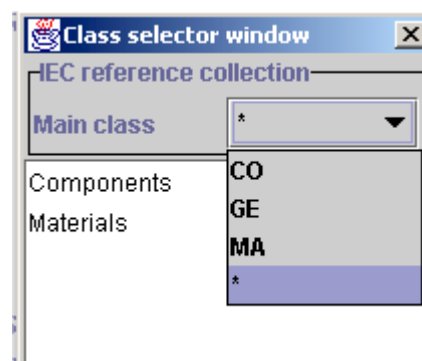 Class selector window
IEC reference collection
Main class *
Components
Materials
CO
GE
MA
*